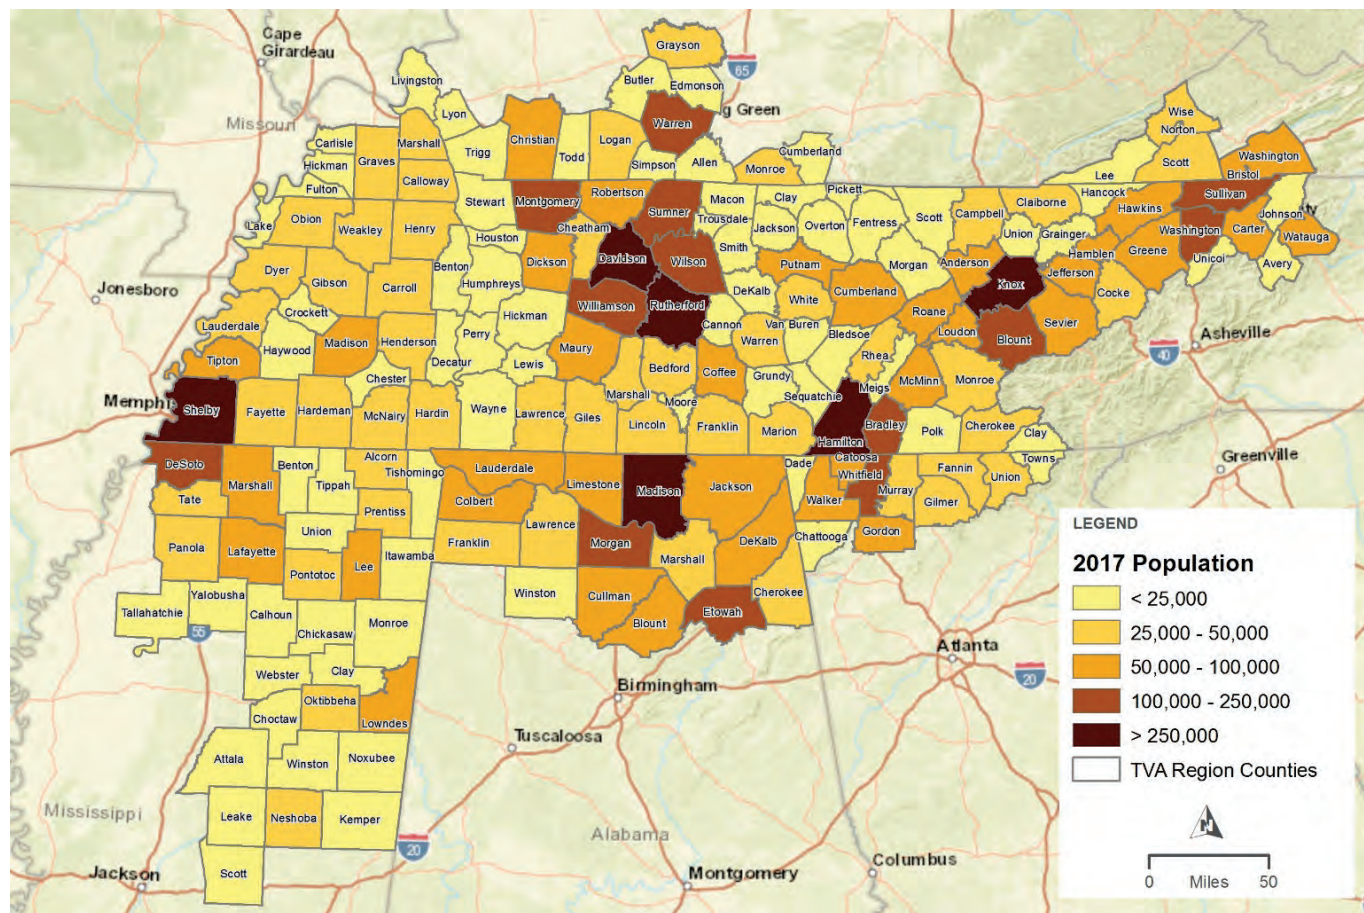 Cape
Girardeau
Grayson
65
Livingston
Butler
Edmonson
Lyon
g Green
Missouri
Warren
Wise
Norton
Carlisle
Marshall
Christian
Logan
Trigg
Todd
Simpson
Allen
Cumberland
Monroe
Graves
Hickman
Fulton
Calloway
Scott
Washington
Bristol
Lee
Stewart
Montgomery
Robertson
Sumner
Macon
Clay
Pickett
Hancock
Claiborne
Hawkins
Sullivan
Johnson
ty
Lake
Obion
Weakley
Henry
Houston
Cheatham
Trousdale
Jackson
Overton
Fentress
Scott
Campbell
Union
Grainger
Hamblen
Greene
Washington
Carter
Watauga
Unicoi
Avery
Dyer
Gibson
Carroll
Benton
Humphreys
Dickson
Davidson
Wilson
Smith
Putnam
Morgan
Anderson
Knox
Jefferson
Cocke
Jonesboro
Crockett
Hickman
Williamson
Rutherford
DeKalb
White
Cumberland
Roane
Loudon
Sevier
Blount
Lauderdale
Tipton
Haywood
Madison
Henderson
Perry
Decatur
Lewis
Maury
Cannon
Warren
Van Buren
Bledsoe
Rhea
Asheville
40
Chester
Marshall
Bedford
Coffee
Grundy
Sequatchie
Meigs
McMinn
Monroe
Memphi
Shelby
Fayette
Hardeman
McNairy
Hardin
Wayne
Lawrence
Giles
Moore
Lincoln
Franklin
Marion
Hamilton
Bradley
Polk
Cherokee
Clay
Towns
Greenville
DeSoto
Marshall
Benton
Tippah
Alcorn
Tishomingo
Prentiss
Lauderdale
Colbert
Limestone
Madison
Jackson
Dade
Catoosa
Whitfield
Walker
Murray
Fannin
Gilmer
Union
Tate
Panola
Lafayette
Union
Lee
Itawamba
Pontotoc
Franklin
Lawrence
Morgan
Marshall
DeKalb
Chattooga
Gordon
Tallahatchie
Yalobusha
55
Calhoun
Chickasaw
Monroe
Winston
Cullman
Blount
Etowah
Cherokee
Webster
Clay
Oktibbeha
Lowndes
Choctaw
Birmingham
Atlanta
20
Tuscaloosa
Attala
Winston
Noxubee
Leake
Neshoba
Kemper
Mississippi
Alabama
20
Jackson
Scott
Montgomery
Columbus
LEGEND
2017 Population
< 25,000
25,000 - 50,000
50,000 - 100,000
100,000 - 250,000
> 250,000
TVA Region Counties
N
0 Miles 50